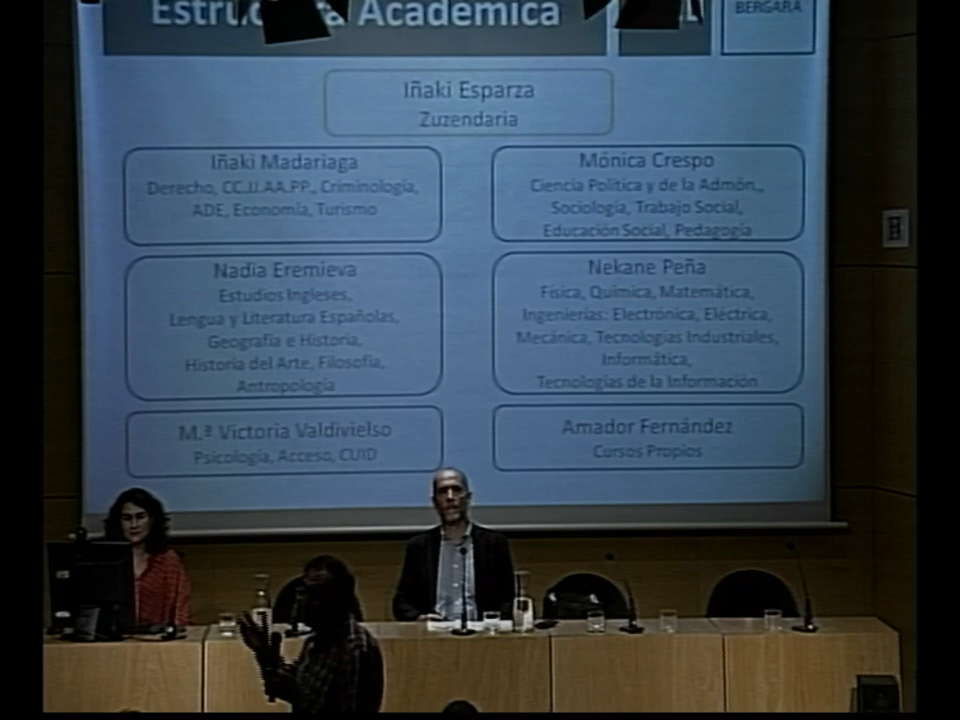 Estructura Académica
BERGARA
Iñaki Esparza
Zuzendaria
Iñaki Madariaga
Derecho, CC.JJ.AA.PP., Criminología,
ADE, Economía, Turismo
Mónica Crespo
Ciencia Política y de la Admón.,
Sociología, Trabajo Social,
Educación Social, Pedagogía
Nadia Eremieva
Estudios Ingleses,
Lengua y Literatura Españolas,
Geografía e Historia,
Historia del Arte, Filosofía,
Antropología
Nekane Peña
Física, Química, Matemática,
Ingenierías: Electrónica, Eléctrica,
Mecánica, Tecnologías Industriales,
Informática,
Tecnologías de la Información
M.ª Victoria Valdivielso
Psicología, Acceso, CUID
Amador Fernández
Cursos Propios